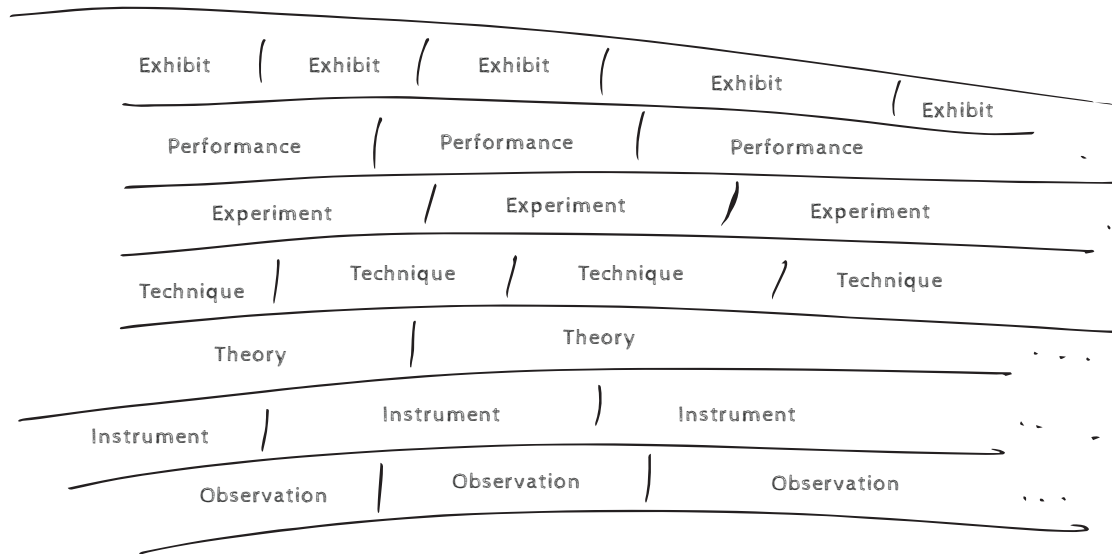 Exhibit Exhibit Exhibit Exhibit Exhibit
Performance Performance Performance
Experiment Experiment Experiment
Technique Technique Technique Technique
Theory Theory
Instrument Instrument Instrument
Observation Observation Observation